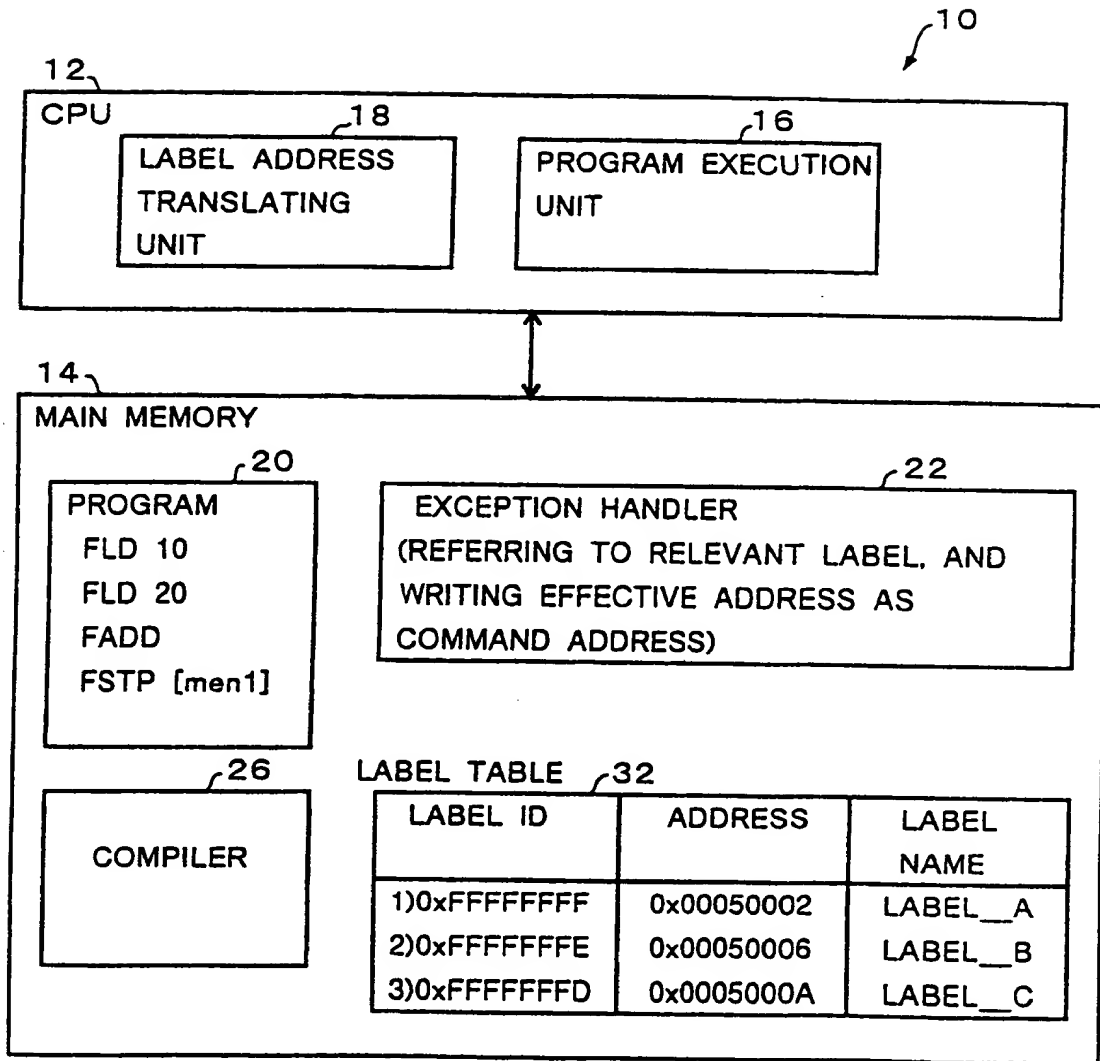 10
12
CPU
18
LABEL ADDRESS
TRANSLATING
UNIT
16
PROGRAM EXECUTION
UNIT
14
MAIN MEMORY
20
PROGRAM
FLD 10
FLD 20
FADD
FSTP [men1]
22
EXCEPTION HANDLER
(REFERRING TO RELEVANT LABEL, AND
WRITING EFFECTIVE ADDRESS AS
COMMAND ADDRESS)
26
COMPILER
LABEL TABLE 32
LABEL ID ADDRESS LABEL
NAME
1)0xFFFFFFFF 0x00050002 LABEL__A
2)0xFFFFFFFE 0x00050006 LABEL__B
3)0xFFFFFFFD 0x0005000A LABEL__C